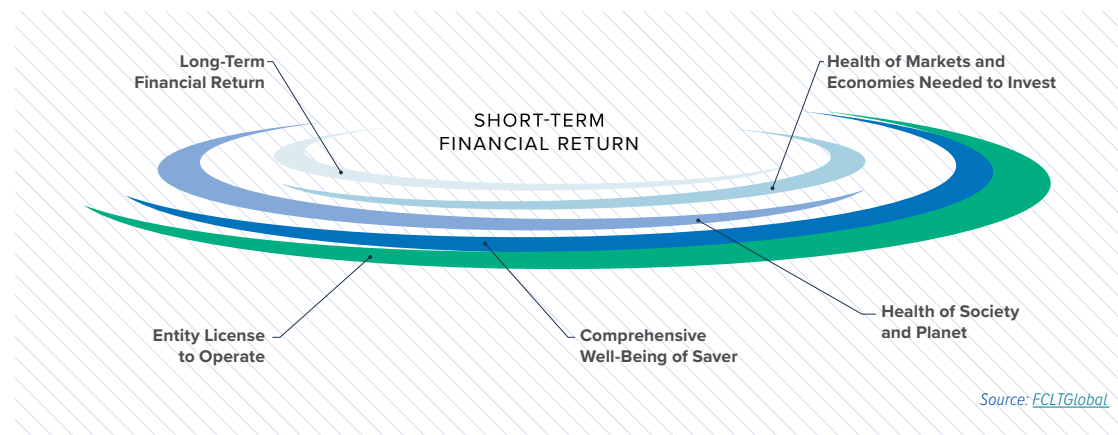 Long-Term
Financial Return
Health of Markets and
Economies Needed to Invest
SHORT-TERM
FINANCIAL RETURN
Entity License
to Operate
Comprehensive
Well-Being of Saver
Health of Society
and Planet
Source: FCLTGlobal